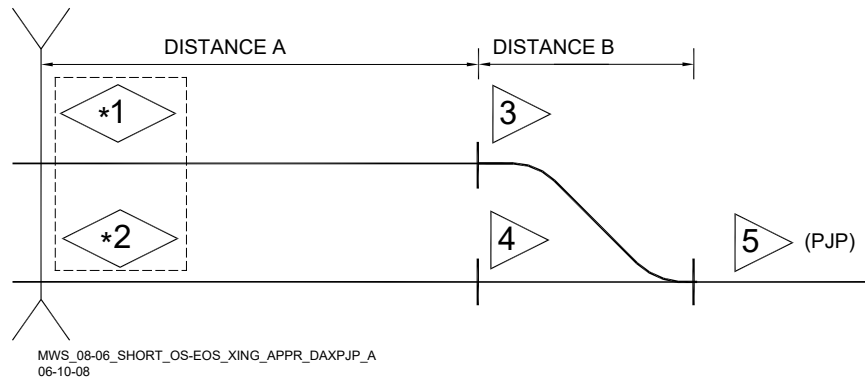 DISTANCE A
DISTANCE B
*1
3
*2
4
5
(PJP)
MWS_08-06_SHORT_OS-EOS_XING_APPR_DAXPJP_A
06-10-08